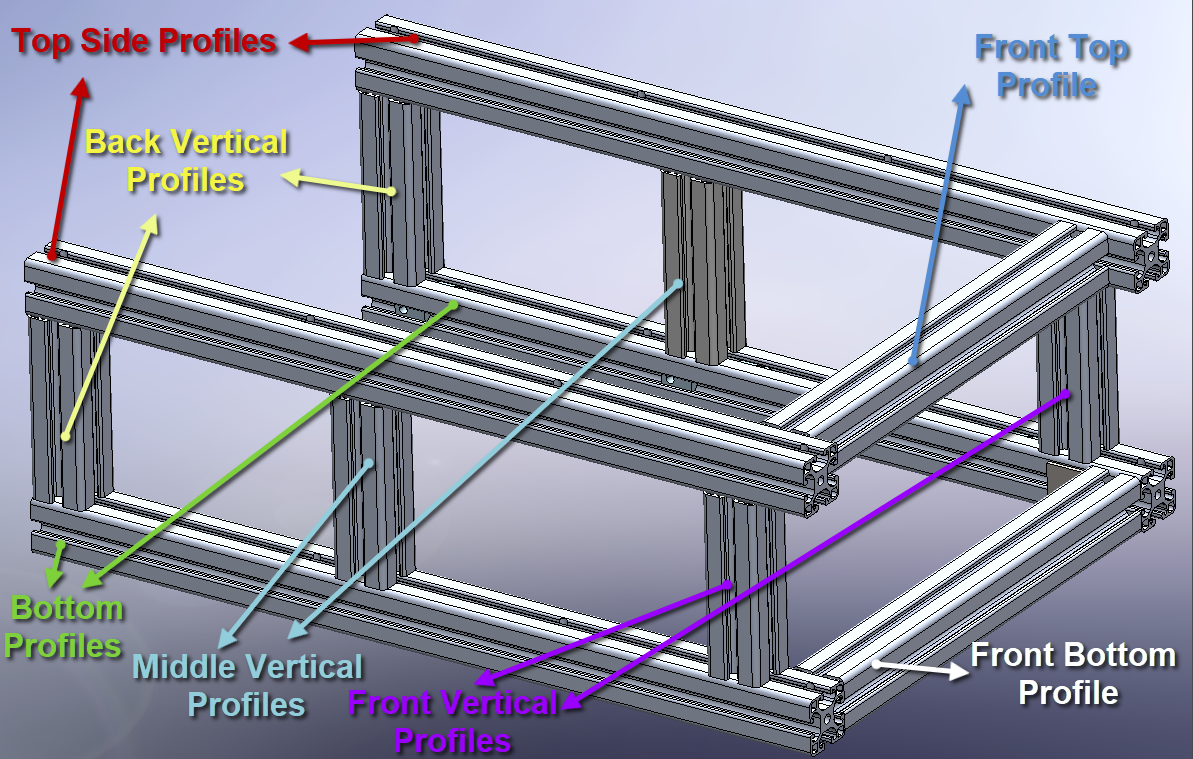 Top Side Profiles
Front Top
Profile
Back Vertical
Profiles
Bottom
Profiles
Middle Vertical
Profiles
Front Vertical
Profiles
Front Bottom
Profile